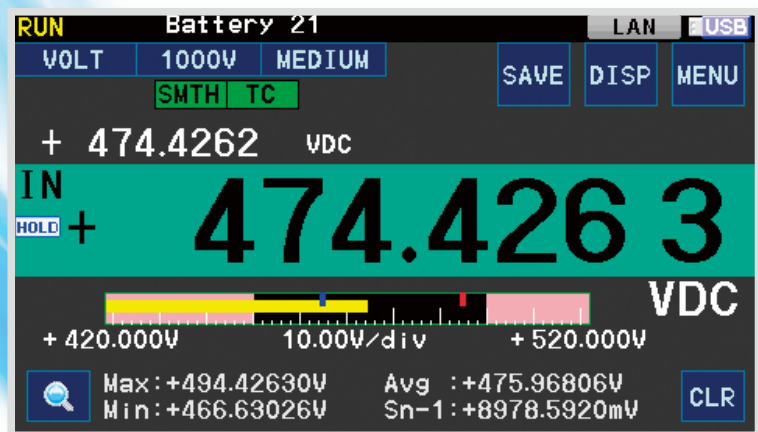 RUN Battery 21 LAN USB
VOLT 1000V MEDIUM SAVE DISP MENU
SMTH TC
+ 474.4262 VDC
IN
HOLD + 474.426 3
VDC
+ 420.000V 10.00V/div + 520.000V
Max:+494.42630V Avg :+475.96806V
Min:+466.63026V Sn-1:+8978.5920mV
CLR